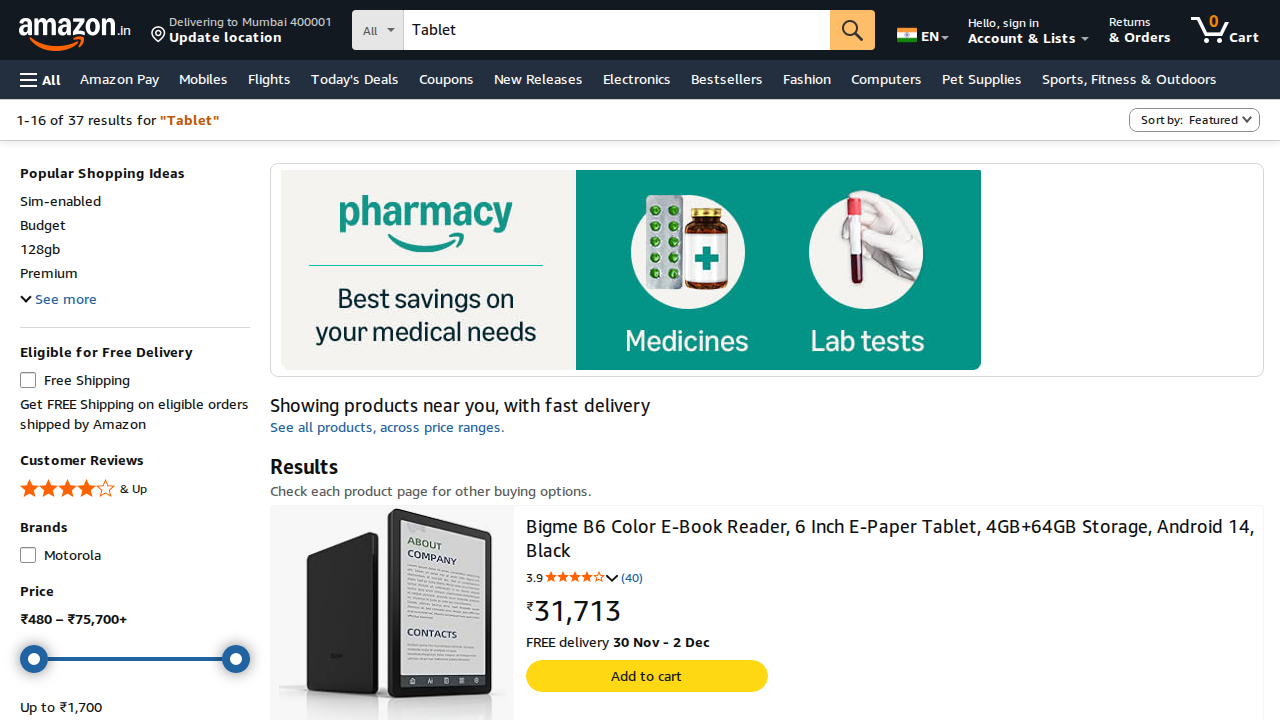 amazon.in
Delivering to Mumbai 400001
Update location
All
Tablet
EN
Hello, sign in
Account & Lists
Returns
& Orders
0
Cart
All
Amazon Pay
Mobiles
Flights
Today's Deals
Coupons
New Releases
Electronics
Bestsellers
Fashion
Computers
Pet Supplies
Sports, Fitness & Outdoors
1-16 of 37 results for "Tablet"
Sort by: Featured
Popular Shopping Ideas
Sim-enabled
Budget
128gb
Premium
See more
Eligible for Free Delivery
Free Shipping
Get FREE Shipping on eligible orders
shipped by Amazon
Customer Reviews
& Up
Brands
Motorola
Price
₹480 – ₹75,700+
Up to ₹1,700
pharmacy
Best savings on
your medical needs
Medicines
Lab tests
Showing products near you, with fast delivery
See all products, across price ranges.
Results
Check each product page for other buying options.
ABOUT
COMPANY
CONTACTS
Bigme B6 Color E-Book Reader, 6 Inch E-Paper Tablet, 4GB+64GB Storage, Android 14,
Black
3.9 (40)
₹31,713
FREE delivery 30 Nov - 2 Dec
Add to cart